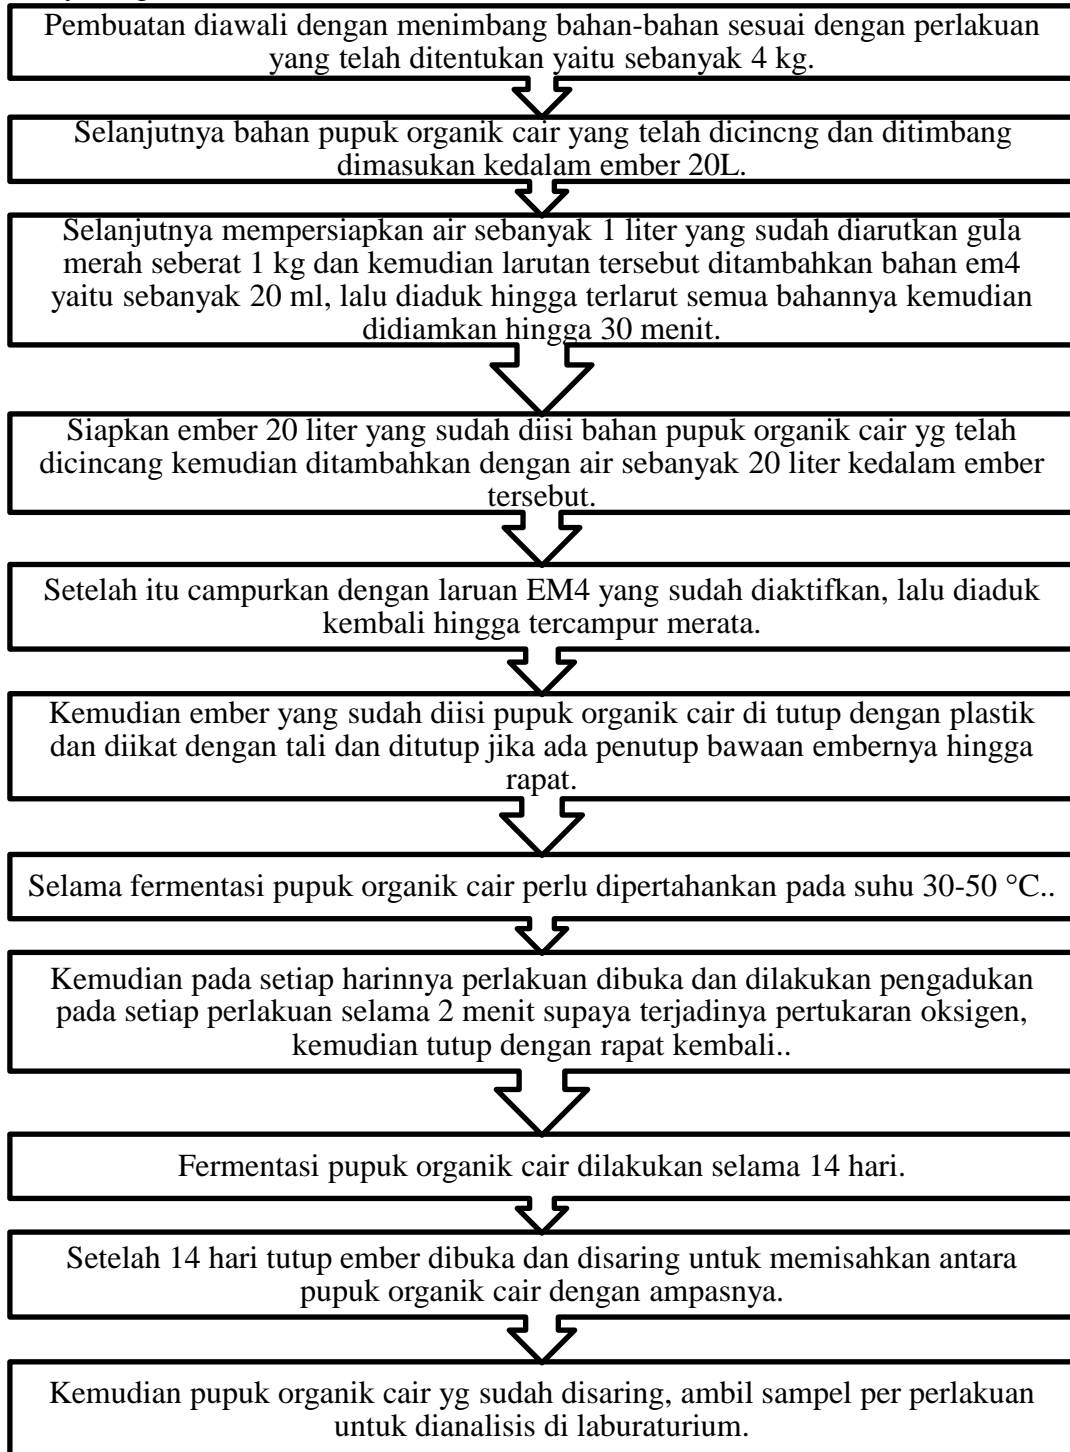 Pembuatan diawali dengan menimbang bahan-bahan sesuai dengan perlakuan
yang telah ditentukan yaitu sebanyak 4 kg.
Selanjutnya bahan pupuk organik cair yang telah dicincng dan ditimbang
dimasukan kedalam ember 20L.
Selanjutnya mempersiapkan air sebanyak 1 liter yang sudah diarutkan gula
merah seberat 1 kg dan kemudian larutan tersebut ditambahkan bahan em4
yaitu sebanyak 20 ml, lalu diaduk hingga terlarut semua bahannya kemudian
didiamkan hingga 30 menit.
Siapkan ember 20 liter yang sudah diisi bahan pupuk organik cair yg telah
dicincang kemudian ditambahkan dengan air sebanyak 20 liter kedalam ember
tersebut.
Setelah itu campurkan dengan laruan EM4 yang sudah diaktifkan, lalu diaduk
kembali hingga tercampur merata.
Kemudian ember yang sudah diisi pupuk organik cair di tutup dengan plastik
dan diikat dengan tali dan ditutup jika ada penutup bawaan embernya hingga
rapat.
Selama fermentasi pupuk organik cair perlu dipertahankan pada suhu 30-50 °C..
Kemudian pada setiap harinnya perlakuan dibuka dan dilakukan pengadukan
pada setiap perlakuan selama 2 menit supaya terjadinya pertukaran oksigen,
kemudian tutup dengan rapat kembali..
Fermentasi pupuk organik cair dilakukan selama 14 hari.
Setelah 14 hari tutup ember dibuka dan disaring untuk memisahkan antara
pupuk organik cair dengan ampasnya.
Kemudian pupuk organik cair yg sudah disaring, ambil sampel per perlakuan
untuk dianalisis di laburaturium.